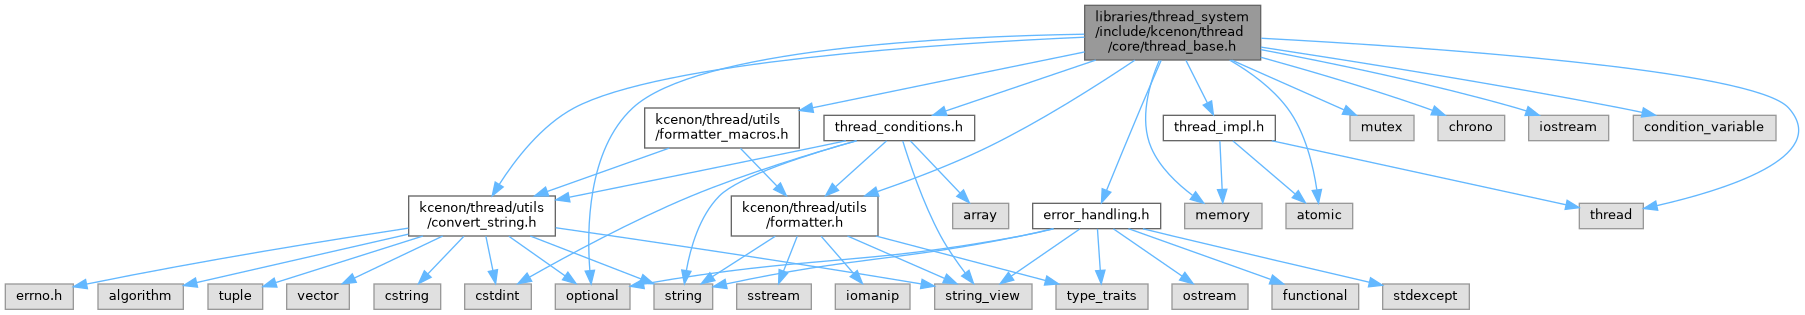 libraries/thread_system
/include/kcenon/thread
/core/thread_base.h
kcenon/thread/utils
/formatter_macros.h
thread_conditions.h
thread_impl.h
mutex
chrono
iostream
condition_variable
kcenon/thread/utils
/convert_string.h
kcenon/thread/utils
/formatter.h
array
error_handling.h
memory
atomic
thread
errno.h
algorithm
tuple
vector
cstring
cstdint
optional
string
sstream
iomanip
string_view
type_traits
ostream
functional
stdexcept